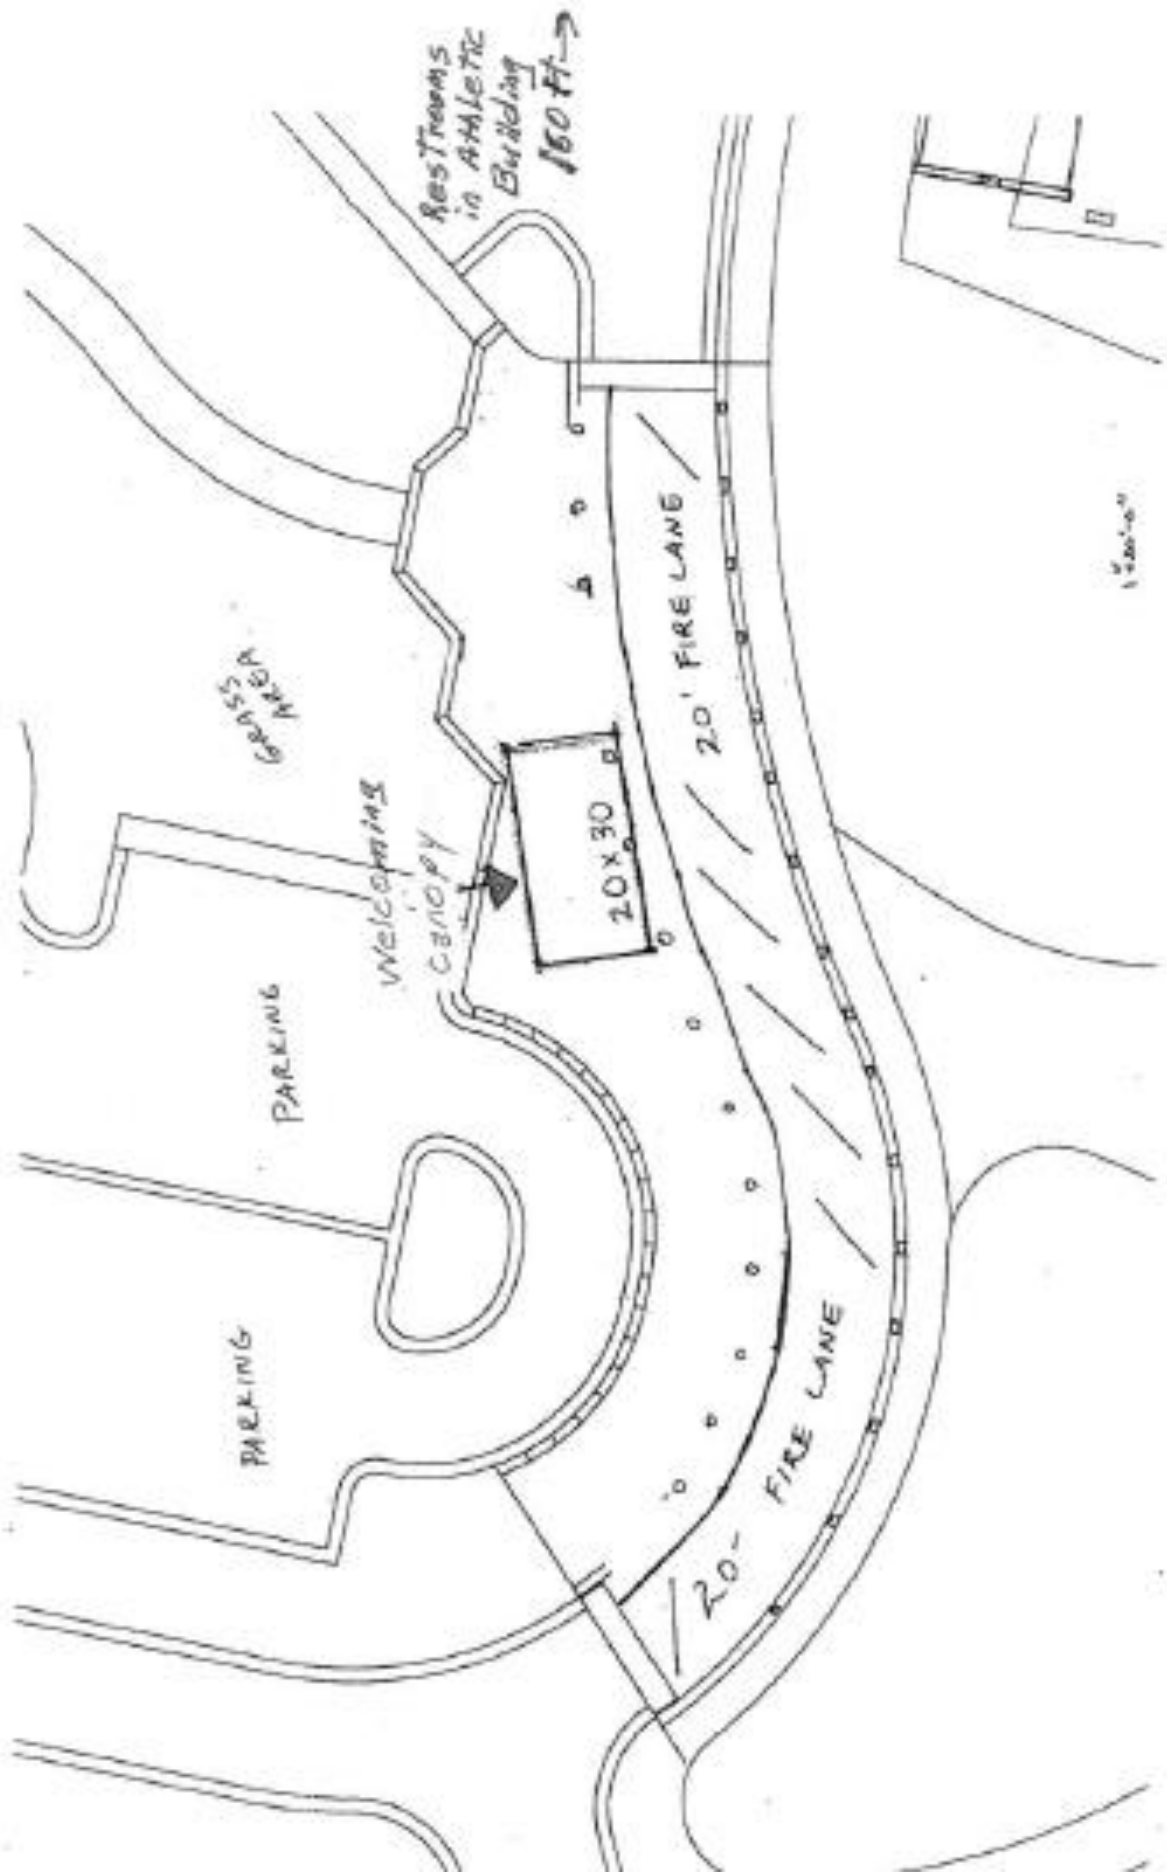 RestRooms
in AthLeTIC
Building
160 Ft →
GRASS
AREA
Welcoming
canopy
20 x 30
20' FIRE LANE
PARKING
PARKING
20- FIRE LANE